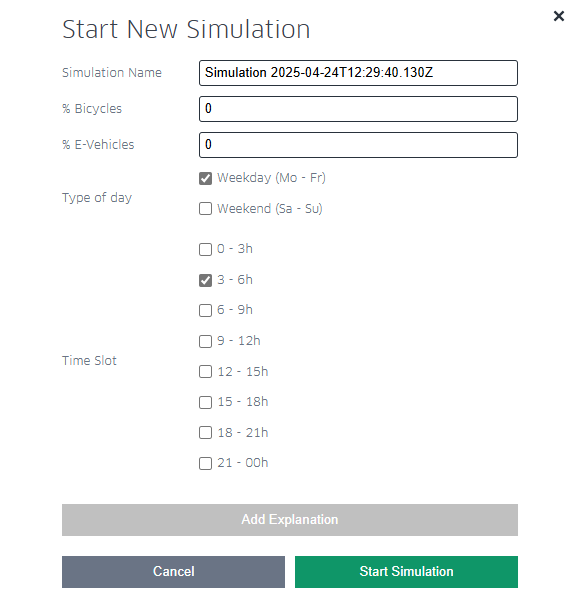 ×
Start New Simulation
Simulation Name Simulation 2025-04-24T12:29:40.130Z
% Bicycles 0
% E-Vehicles 0
Type of day
Weekday (Mo - Fr)
Weekend (Sa - Su)
Time Slot
0 - 3h
3 - 6h
6 - 9h
9 - 12h
12 - 15h
15 - 18h
18 - 21h
21 - 00h
Add Explanation
Cancel Start Simulation